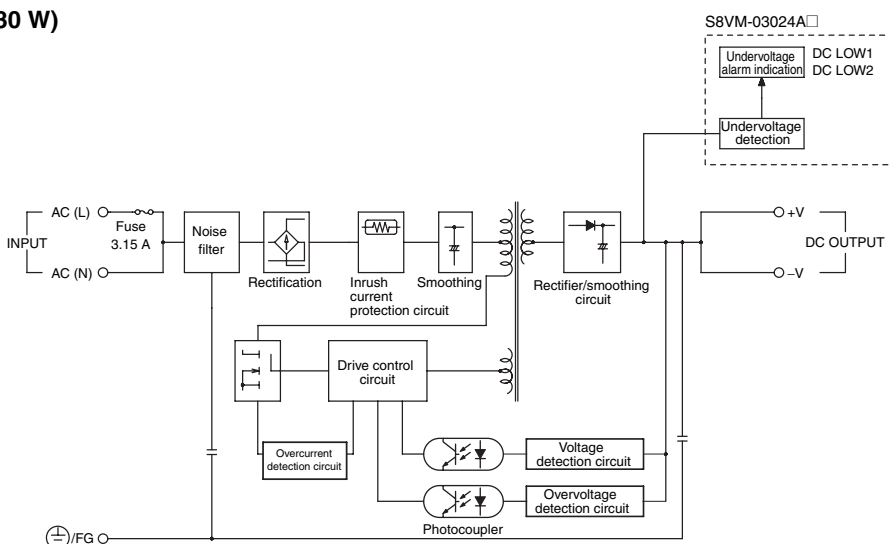 30 W)
S8VM-03024A□
Undervoltage
alarm indication
DC LOW1
DC LOW2
Undervoltage
detection
INPUT
AC (L)
Fuse
3.15 A
AC (N)
Noise
filter
Rectification
Inrush
current
protection circuit
Smoothing
Rectifier/smoothing
circuit
+V
DC OUTPUT
–V
Drive control
circuit
Overcurrent
detection circuit
Voltage
detection circuit
Overvoltage
detection circuit
Photocoupler
/FG